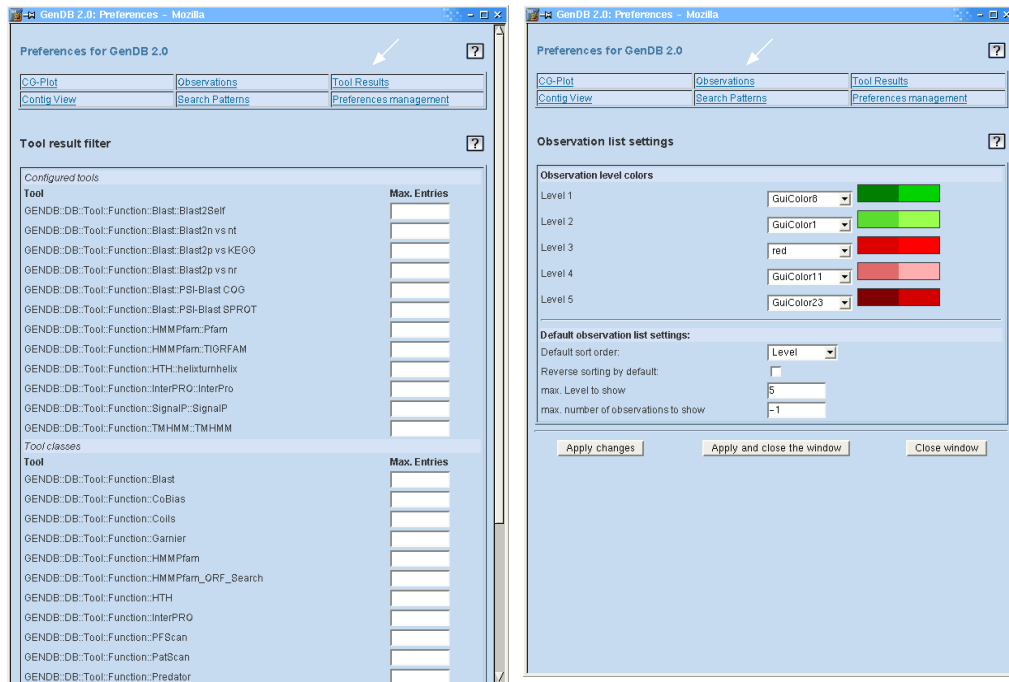 GenDB 2.0: Preferences - Mozilla
Preferences for GenDB 2.0
?
CG-Plot Observations Tool Results
Contig View Search Patterns Preferences management
Tool result filter
?
Configured tools
Tool Max. Entries
GENDB::DB::Tool::Function::Blast::Blast2Self
GENDB::DB::Tool::Function::Blast::Blast2n vs nt
GENDB::DB::Tool::Function::Blast::Blast2p vs KEGG
GENDB::DB::Tool::Function::Blast::Blast2p vs nr
GENDB::DB::Tool::Function::Blast::PSI-Blast COG
GENDB::DB::Tool::Function::Blast::PSI-Blast SPROT
GENDB::DB::Tool::Function::HMMPfam::Pfam
GENDB::DB::Tool::Function::HMMPfam::TIGRFAM
GENDB::DB::Tool::Function::HTH::helixturnhelix
GENDB::DB::Tool::Function::InterPRO::InterPro
GENDB::DB::Tool::Function::SignalP::SignalP
GENDB::DB::Tool::Function::TMHMM::TMHMM
Tool classes
Tool Max. Entries
GENDB::DB::Tool::Function::Blast
GENDB::DB::Tool::Function::CoBias
GENDB::DB::Tool::Function::Coils
GENDB::DB::Tool::Function::Garnier
GENDB::DB::Tool::Function::HMMPfam
GENDB::DB::Tool::Function::HMMPfam_ORF_Search
GENDB::DB::Tool::Function::HTH
GENDB::DB::Tool::Function::InterPRO
GENDB::DB::Tool::Function::PFScan
GENDB::DB::Tool::Function::PatScan
GENDB::DB::Tool::Function::Predator
GenDB 2.0: Preferences - Mozilla
Preferences for GenDB 2.0
?
CG-Plot Observations Tool Results
Contig View Search Patterns Preferences management
Observation list settings
?
Observation level colors
Level 1 GuiColor8
Level 2 GuiColor1
Level 3 red
Level 4 GuiColor11
Level 5 GuiColor23
Default observation list settings:
Default sort order: Level
Reverse sorting by default:
max. Level to show 5
max. number of observations to show -1
Apply changes Apply and close the window Close window